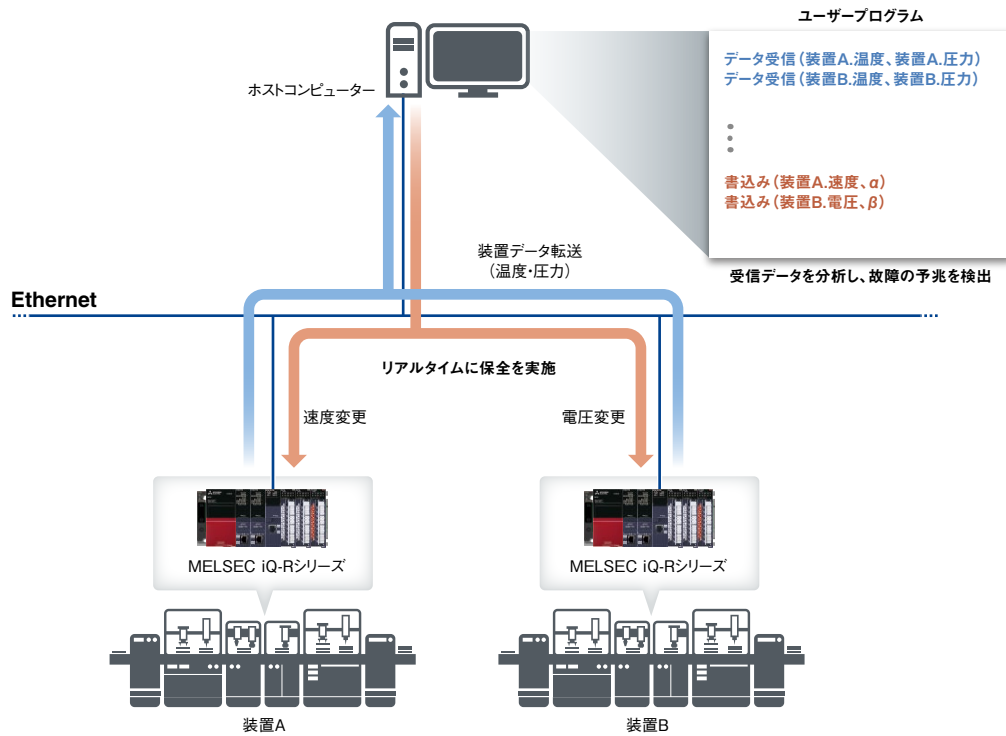 ユーザープログラム
データ受信（装置A.温度、装置A.圧力）
データ受信（装置B.温度、装置B.圧力）
書込み（装置A.速度、α）
書込み（装置B.電圧、β）
受信データを分析し、故障の予兆を検出
ホストコンピューター
装置データ転送
（温度・圧力）
Ethernet
リアルタイムに保全を実施
速度変更
電圧変更
MELSEC iQ-Rシリーズ
MELSEC iQ-Rシリーズ
装置A
装置B